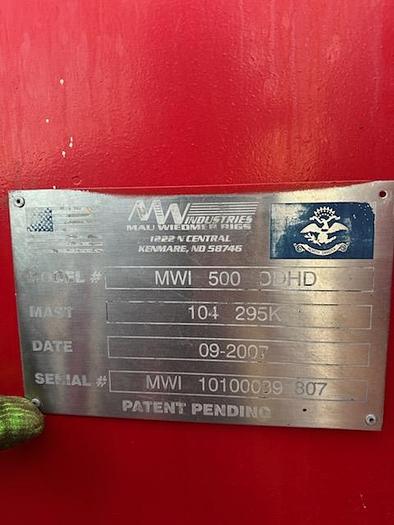 MW INDUSTRIES
MAU WIEDMER RIGS
1222 N CENTRAL
KENMARE, ND 58746
MODEL # MWI 500 DDHD
MAST 104 295K
DATE 09-2007
SERIAL # MWI 10100039 807
PATENT PENDING